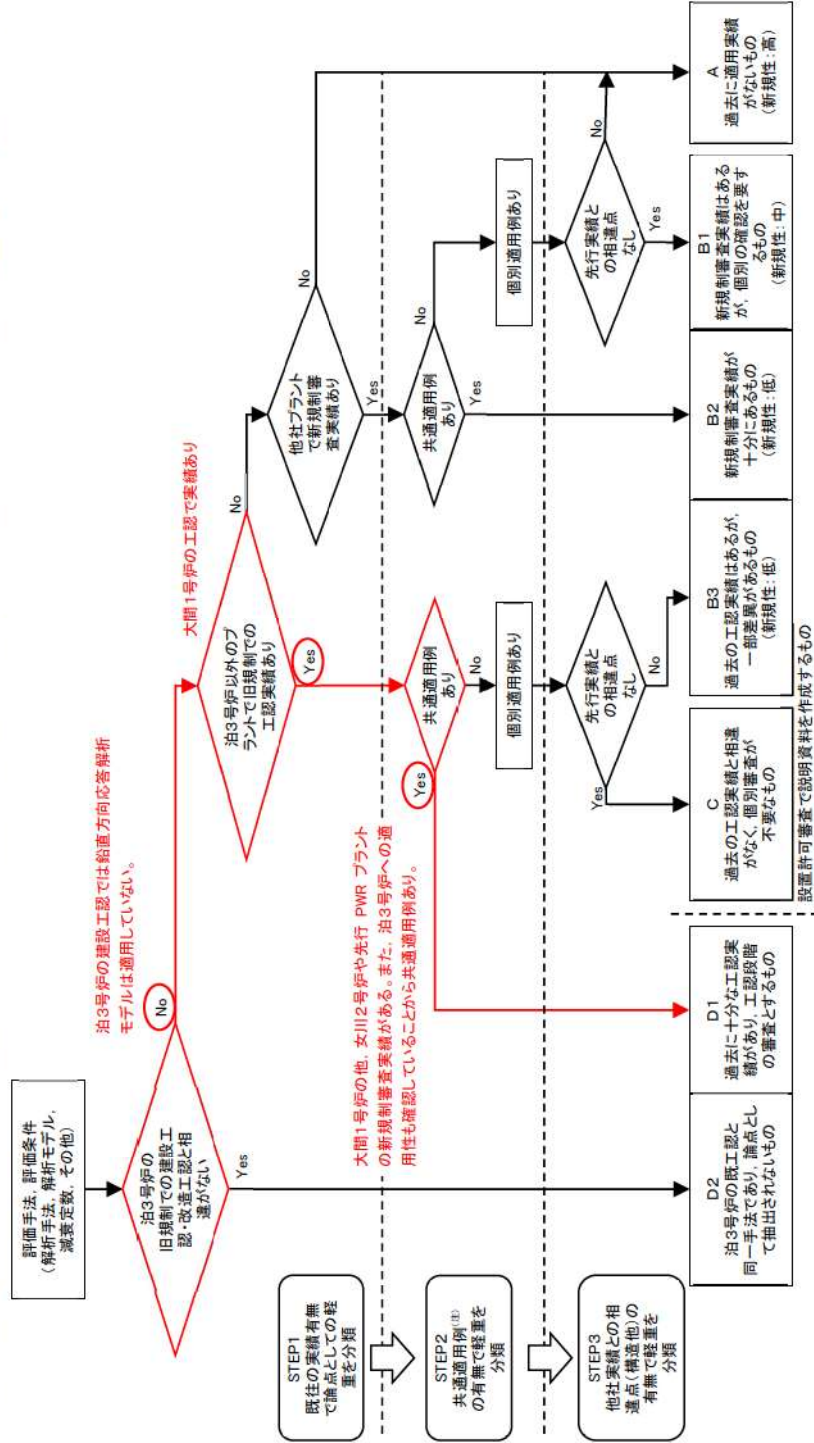 評価手法，評価条件
（解析手法，解析モデル，
減衰定数，その他）
STEP1
既往の実績有無
で論点としての軽
重を分類
泊3号炉の
旧規制での建設工
認・改造工認と相
違がない
No
Yes
泊3号炉の建設工認では鉛直方向応答解析
モデルは適用していない。
泊3号炉以外のプ
ラントで旧規制での
工認実績あり
No
Yes
大間1号炉の工認で実績あり
他社プラント
で新規制審
査実績あり
No
Yes
STEP2
共通適用例(注)
の有無で軽重を
分類
大間1号炉の他，女川2号炉や先行 PWR プラント
の新規制審査実績がある。また，泊3号炉への適
用性も確認していることから共通適用例あり。
共通適用例
あり
Yes
No
個別適用例あり
共通適用例
あり
No
Yes
個別適用例あり
STEP3
他社実績との相
違点（構造他）の
有無で軽重を
分類
先行実績と
の相違点
なし
Yes
No
先行実績と
の相違点
なし
No
Yes
D2
泊3号炉の既工認と
同一手法であり，論点とし
て抽出されないもの
D1
過去に十分な工認実
績があり，工認段階
の審査とするもの
C
過去の工認実績と相違
がなく，個別審査が
不要なもの
B3
過去の工認実績はあるが，
一部差異があるもの
（新規性：低）
B2
新規制審査実績が
十分にあるもの
（新規性：低）
B1
新規制審査実績はある
が，個別の確認を要す
るもの
（新規性：中）
A
過去に適用実績
がないもの
（新規性：高）
設置許可審査で説明資料を作成するもの